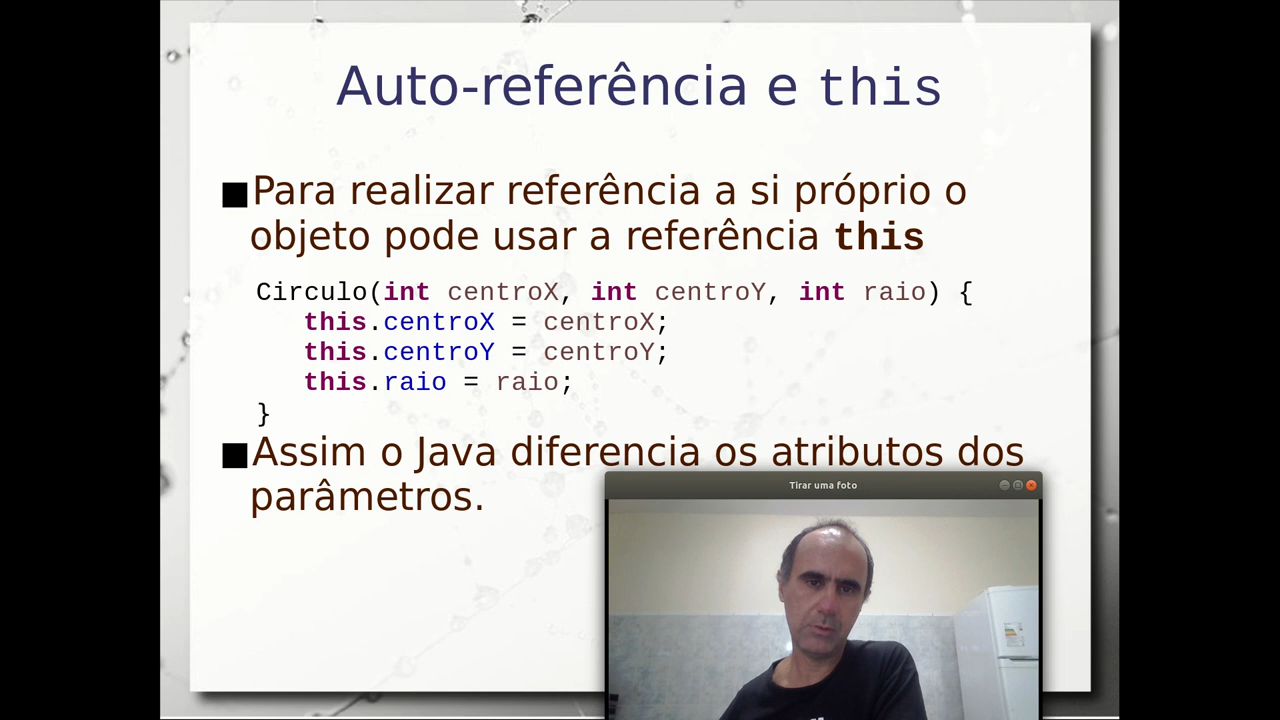 Auto-referência e this
Para realizar referência a si próprio o
objeto pode usar a referência this
Circulo(int centroX, int centroY, int raio) {
this.centroX = centroX;
this.centroY = centroY;
this.raio = raio;
}
Assim o Java diferencia os atributos dos
parâmetros.
Tirar uma foto